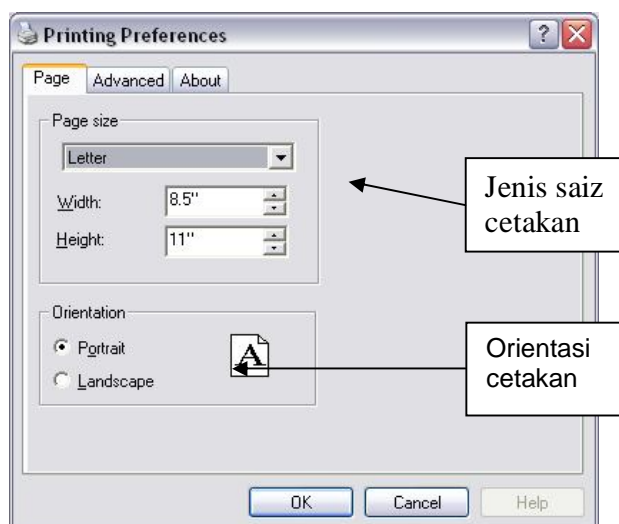 Printing Preferences
Page Advanced About
Page size
Letter
Width: 8.5"
Height: 11"
Jenis saiz
cetakan
Orientation
Portrait
Landscape
A
Orientasi
cetakan
OK Cancel Help